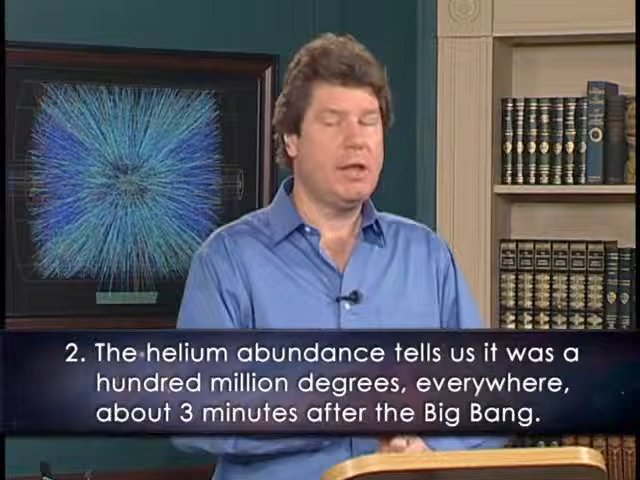 2. The helium abundance tells us it was a
hundred million degrees, everywhere,
about 3 minutes after the Big Bang.